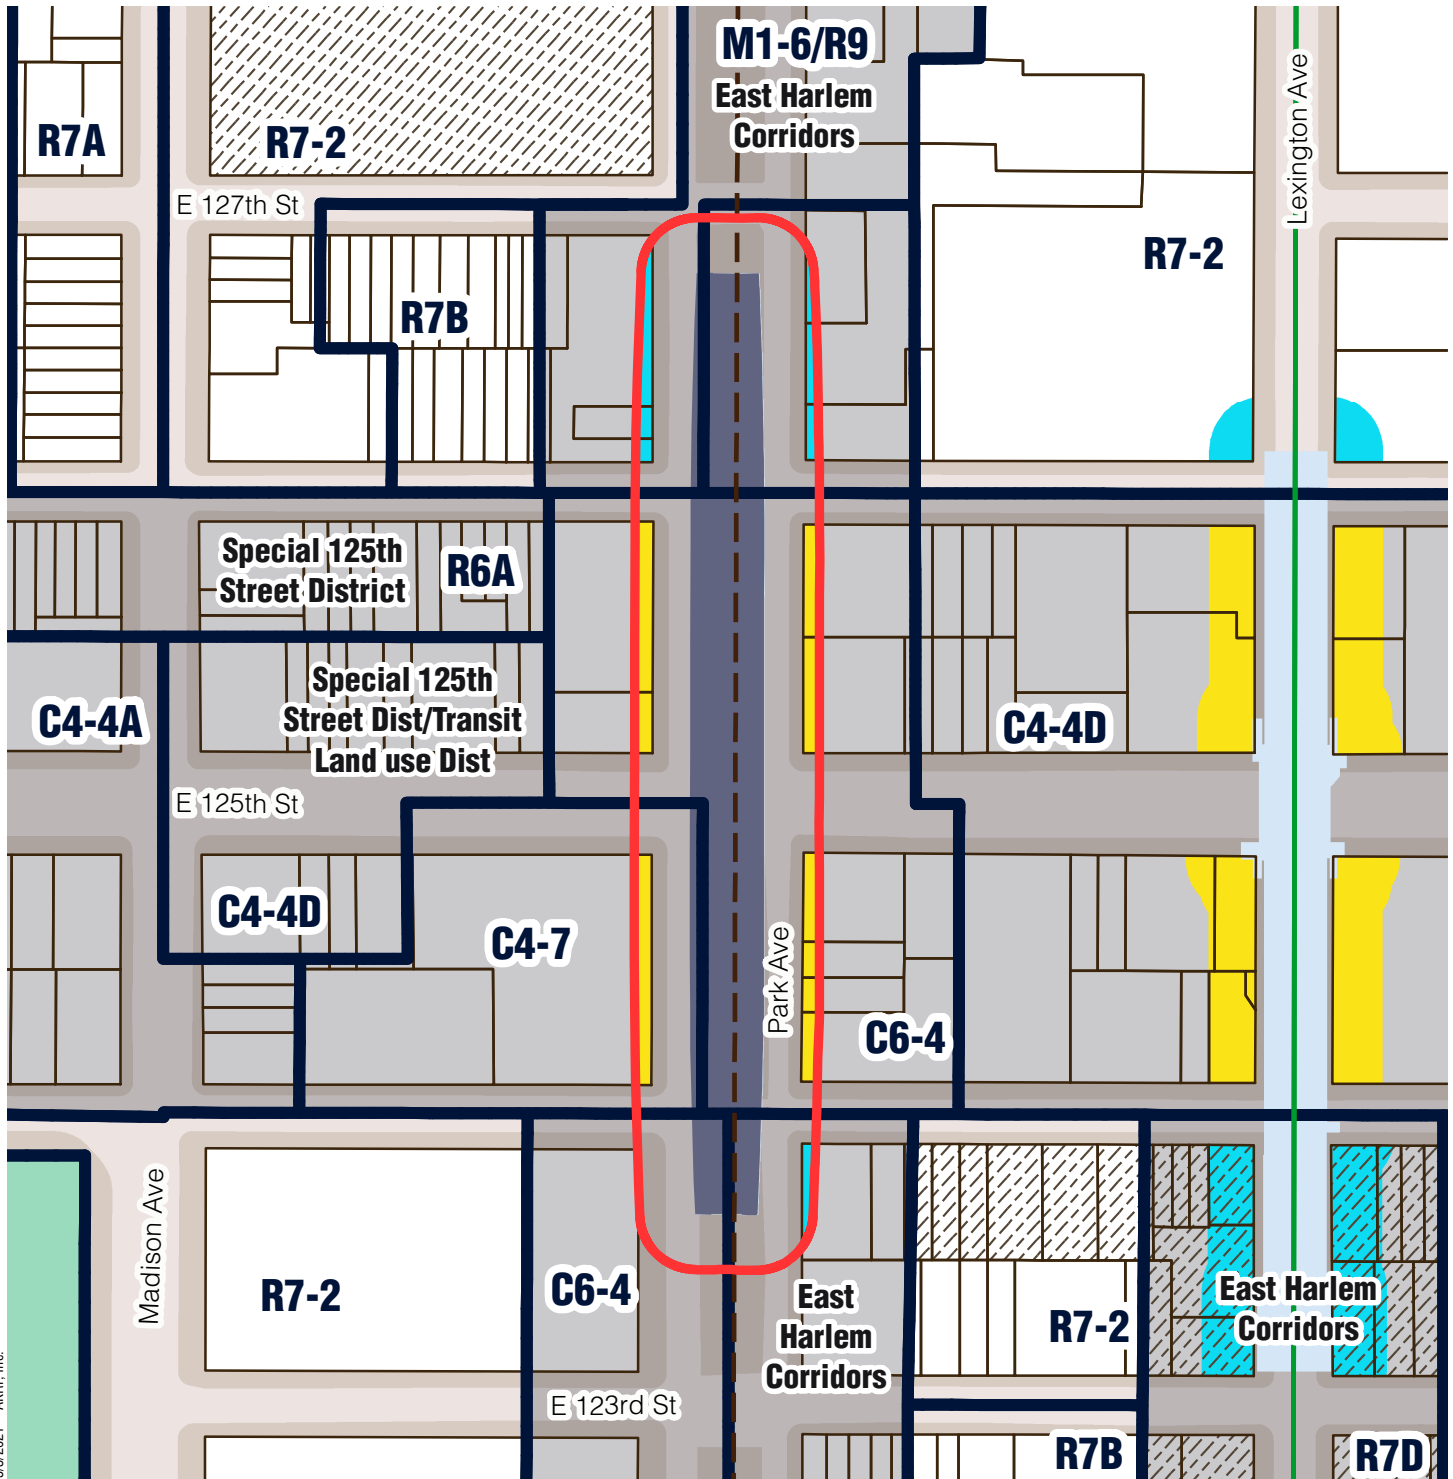 M1-6/R9
East Harlem
Corridors
R7A
R7-2
Lexington Ave
E 127th St
R7-2
R7B
Special 125th
Street District
R6A
Special 125th
Street Dist/Transit
Land use Dist
C4-4A
C4-4D
E 125th St
C4-4D
C4-7
Park Ave
C6-4
Madison Ave
R7-2
C6-4
East
Harlem
Corridors
R7-2
East Harlem
Corridors
E 123rd St
R7B
R7D